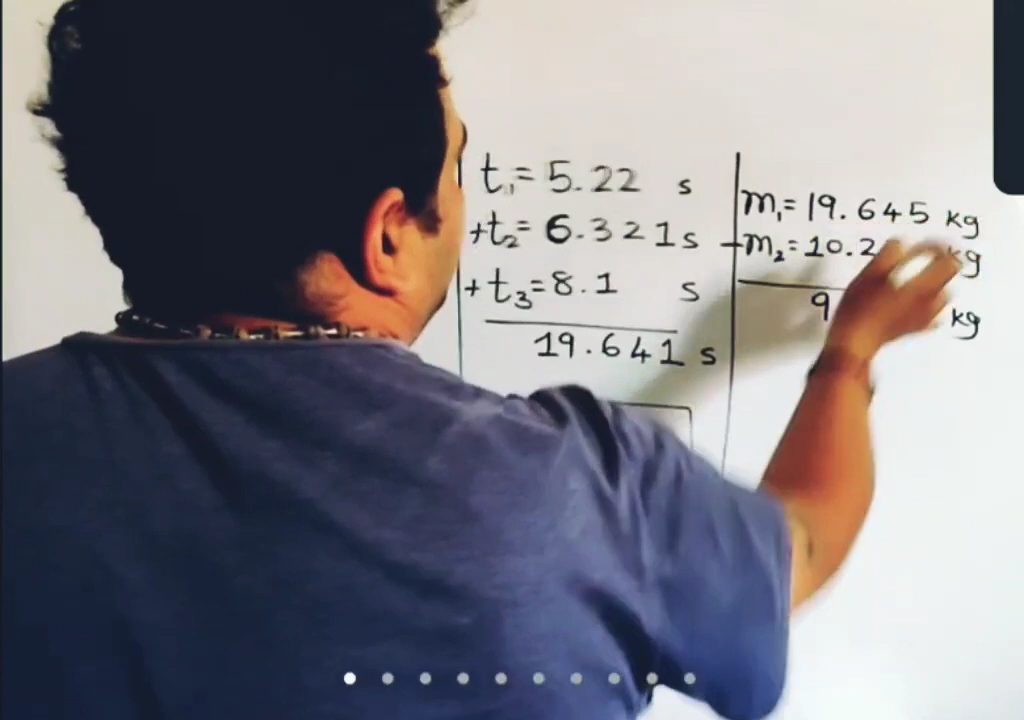 t₁= 5.22 s
+t₂= 6.321 s
+t₃= 8.1 s
19.641 s
m₁= 19.645 kg
-m₂= 10.2 kg
9 kg